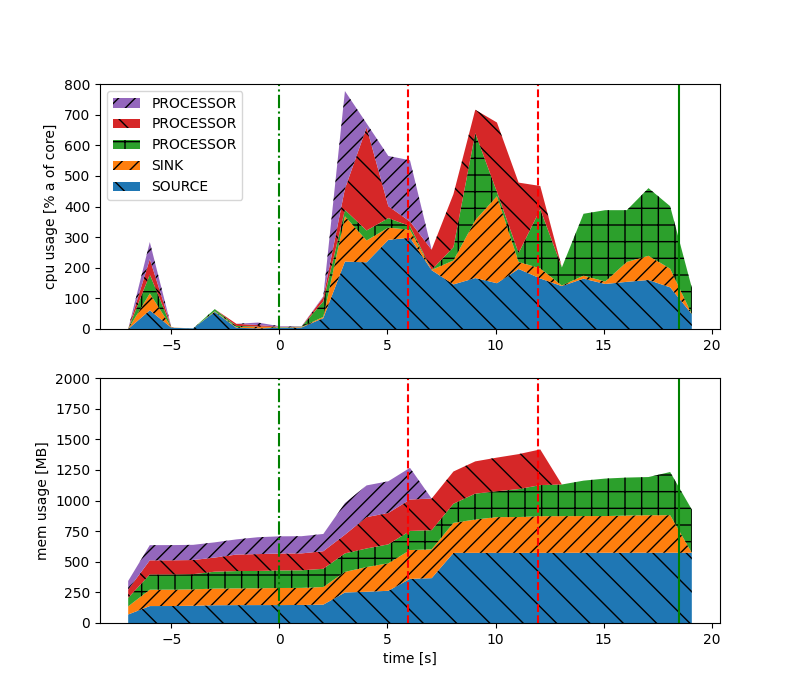 cpu usage [% a of core]
800
700
600
500
400
300
200
100
0
PROCESSOR
PROCESSOR
PROCESSOR
SINK
SOURCE
−5 0 5 10 15 20
mem usage [MB]
2000
1750
1500
1250
1000
750
500
250
0
−5 0 5 10 15 20
time [s]